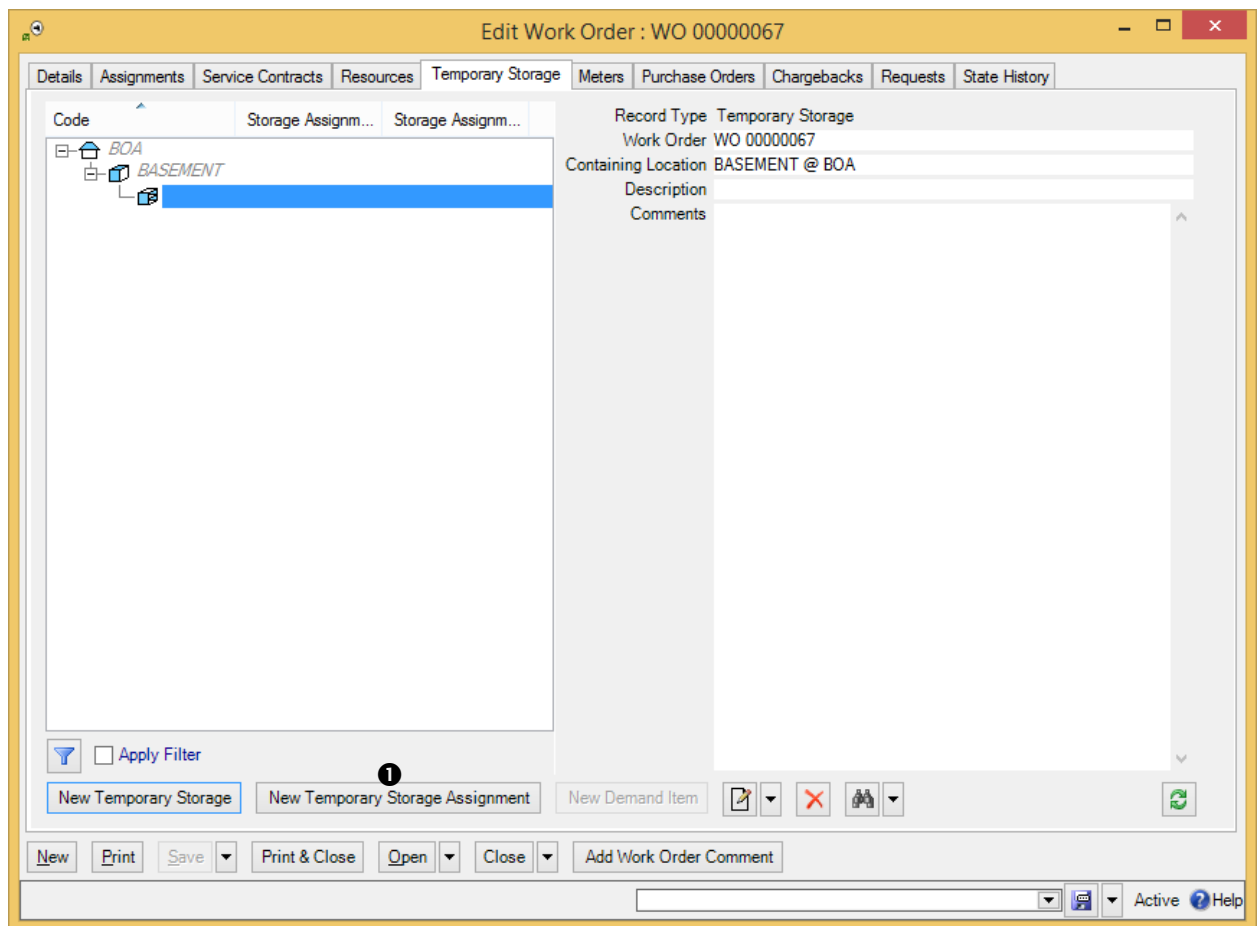 Edit Work Order : WO 00000067
Details Assignments Service Contracts Resources Temporary Storage Meters Purchase Orders Chargebacks Requests State History
Code Storage Assignm... Storage Assignm...
BOA
BASEMENT
Record Type Temporary Storage
Work Order WO 00000067
Containing Location BASEMENT @ BOA
Description
Comments
Apply Filter
❶
New Temporary Storage New Temporary Storage Assignment New Demand Item
New Print Save Print & Close Open Close Add Work Order Comment
Active Help